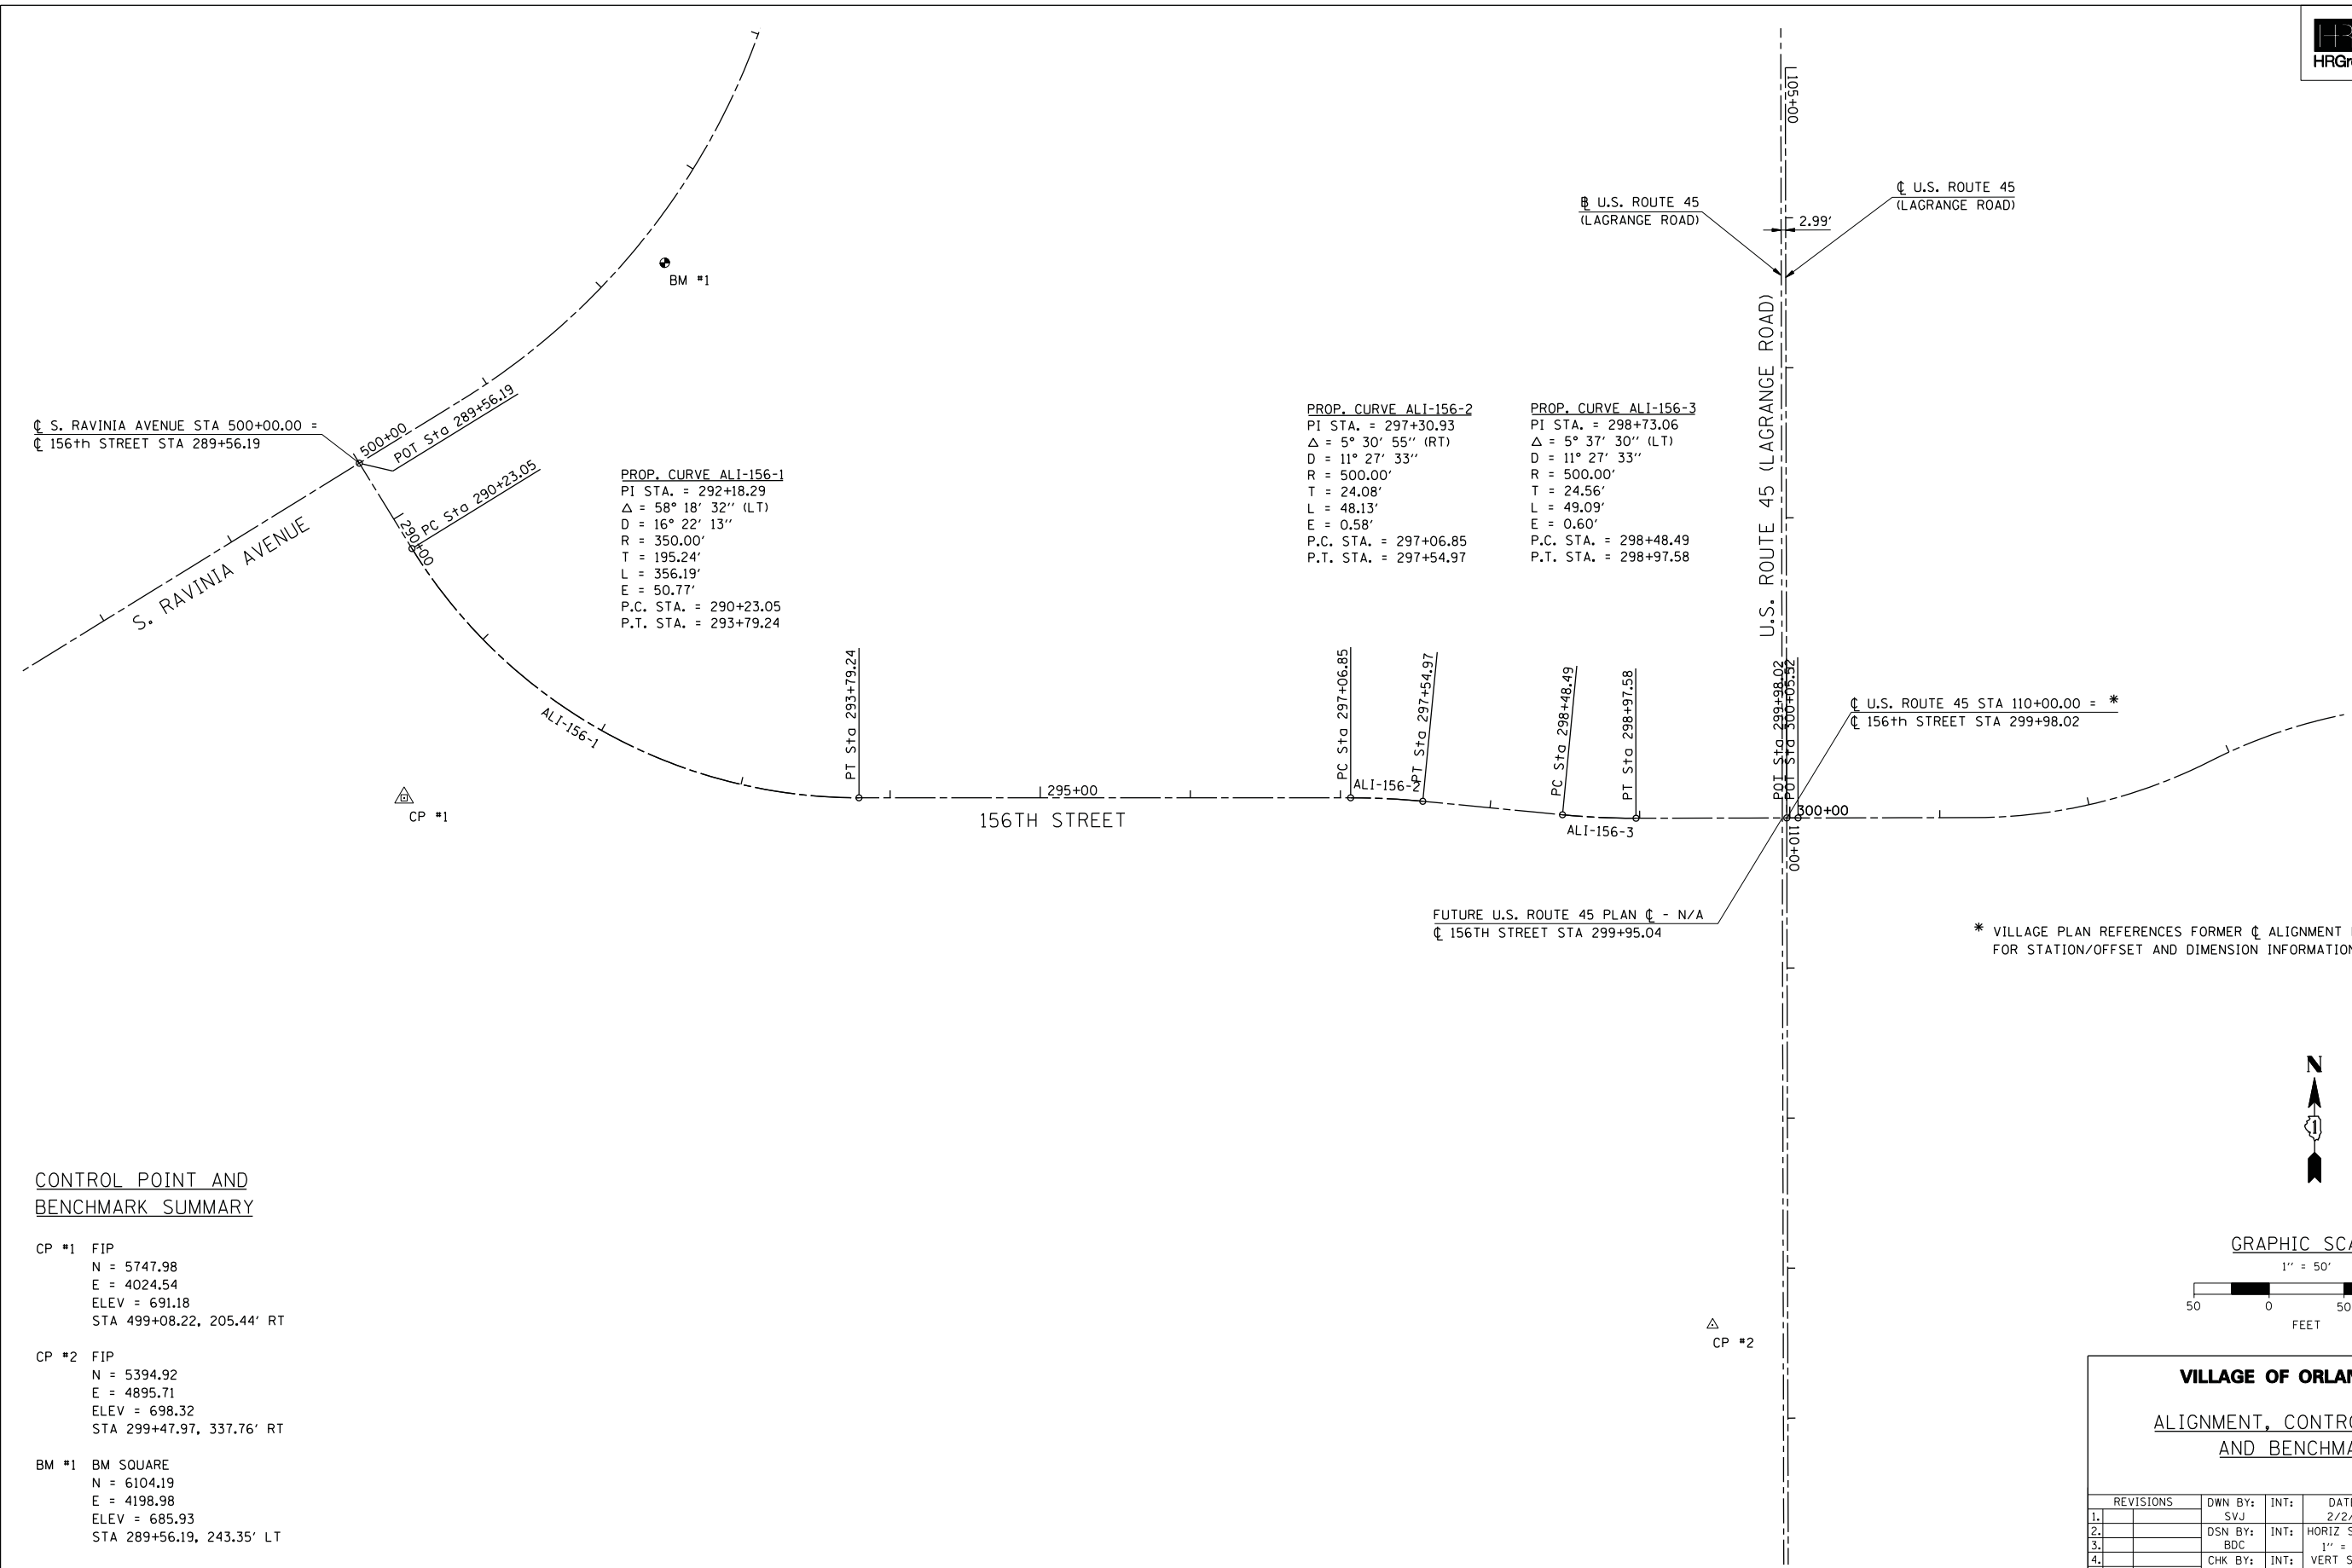 105+00
℄ U.S. ROUTE 45
(LAGRANGE ROAD)
B U.S. ROUTE 45
(LAGRANGE ROAD)
2.99'
BM #1
U.S. ROUTE 45 (LAGRANGE ROAD)
℄ S. RAVINIA AVENUE STA 500+00.00 =
℄ 156th STREET STA 289+56.19
500+00
POT Sta 289+56.19
PC Sta 290+23.05
290+00
S. RAVINIA AVENUE
PROP. CURVE ALI-156-1
PI STA. = 292+18.29
Δ = 58° 18' 32'' (LT)
D = 16° 22' 13''
R = 350.00'
T = 195.24'
L = 356.19'
E = 50.77'
P.C. STA. = 290+23.05
P.T. STA. = 293+79.24
PROP. CURVE ALI-156-2
PI STA. = 297+30.93
Δ = 5° 30' 55'' (RT)
D = 11° 27' 33''
R = 500.00'
T = 24.08'
L = 48.13'
E = 0.58'
P.C. STA. = 297+06.85
P.T. STA. = 297+54.97
PROP. CURVE ALI-156-3
PI STA. = 298+73.06
Δ = 5° 37' 30'' (LT)
D = 11° 27' 33''
R = 500.00'
T = 24.56'
L = 49.09'
E = 0.60'
P.C. STA. = 298+48.49
P.T. STA. = 298+97.58
ALI-156-1
PT Sta 293+79.24
295+00
156TH STREET
PC Sta 297+06.85
ALI-156-2
PT Sta 297+54.97
PC Sta 298+48.49
ALI-156-3
PT Sta 298+97.58
POT Sta 299+98.02
POT Sta 300+05.52
300+00
110+00
℄ U.S. ROUTE 45 STA 110+00.00 = *
℄ 156th STREET STA 299+98.02
CP #1
FUTURE U.S. ROUTE 45 PLAN ℄ - N/A
℄ 156TH STREET STA 299+95.04
* VILLAGE PLAN REFERENCES FORMER ℄ ALIGNMENT
FOR STATION/OFFSET AND DIMENSION INFORMATION
N
1
CONTROL POINT AND
BENCHMARK SUMMARY
CP #1 FIP
N = 5747.98
E = 4024.54
ELEV = 691.18
STA 499+08.22, 205.44' RT
CP #2 FIP
N = 5394.92
E = 4895.71
ELEV = 698.32
STA 299+47.97, 337.76' RT
BM #1 BM SQUARE
N = 6104.19
E = 4198.98
ELEV = 685.93
STA 289+56.19, 243.35' LT
CP #2
GRAPHIC
1'' = 50'
50 0 50
FEET
VILLAGE OF
ALIGNMENT,
AND
REVISIONS DWN BY: INT:
1. SVJ 2/2/
2. DSN BY: INT: HORIZ
3. BDC 1'' =
4. CHK BY: INT: VERT